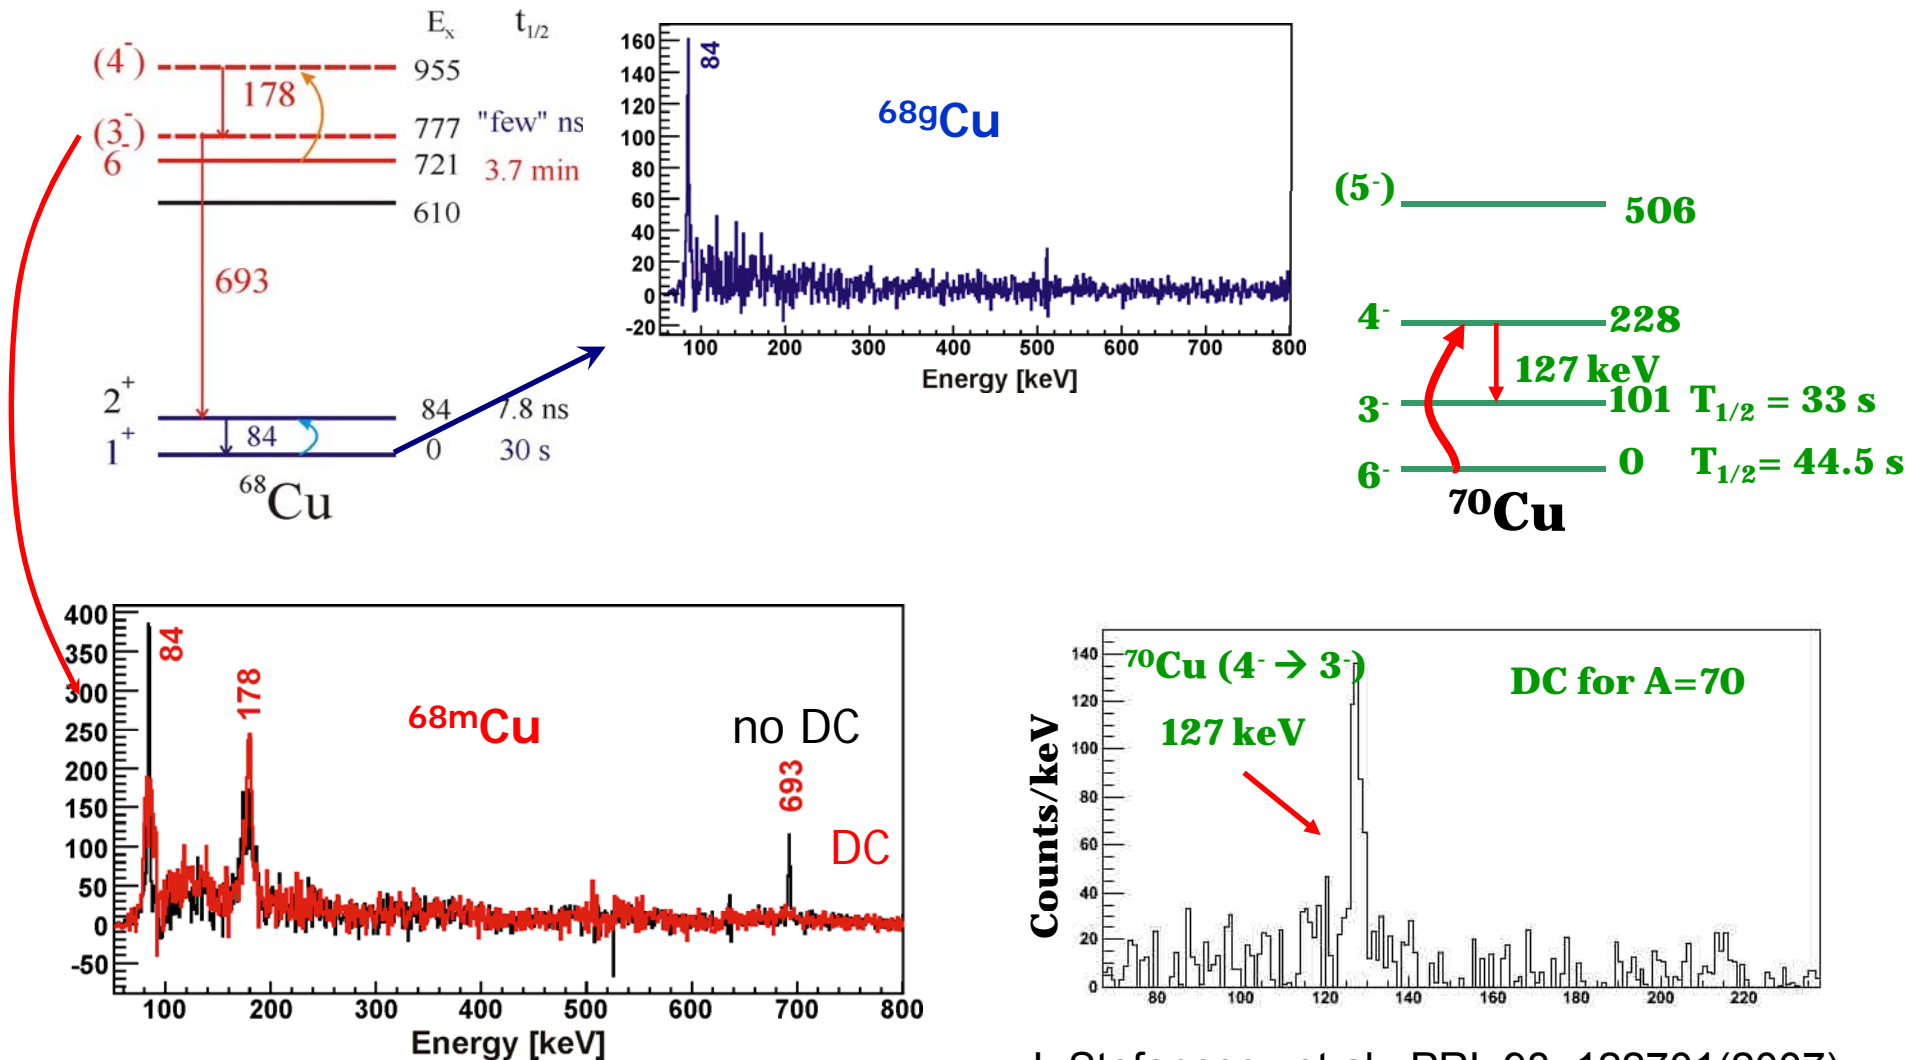 Ex t1/2
(4-) 955
178
(3-) 777 "few" ns
6- 721 3.7 min
610
693
2+ 84 7.8 ns
84
1+ 0 30 s
68Cu
160
140
120
100
80
60
40
20
0
-20
84
68gCu
100 200 300 400 500 600 700 800
Energy [keV]
(5-) 506
4- 228
127 keV
3- 101 T1/2 = 33 s
6- 0 T1/2= 44.5 s
70Cu
400
350
300
250
200
150
100
50
0
-50
84
178
68mCu
no DC
693
DC
100 200 300 400 500 600 700 800
Energy [keV]
Counts/keV
140
120
100
80
60
40
20
0
70Cu (4- → 3-)
DC for A=70
127 keV
80 100 120 140 160 180 200 220